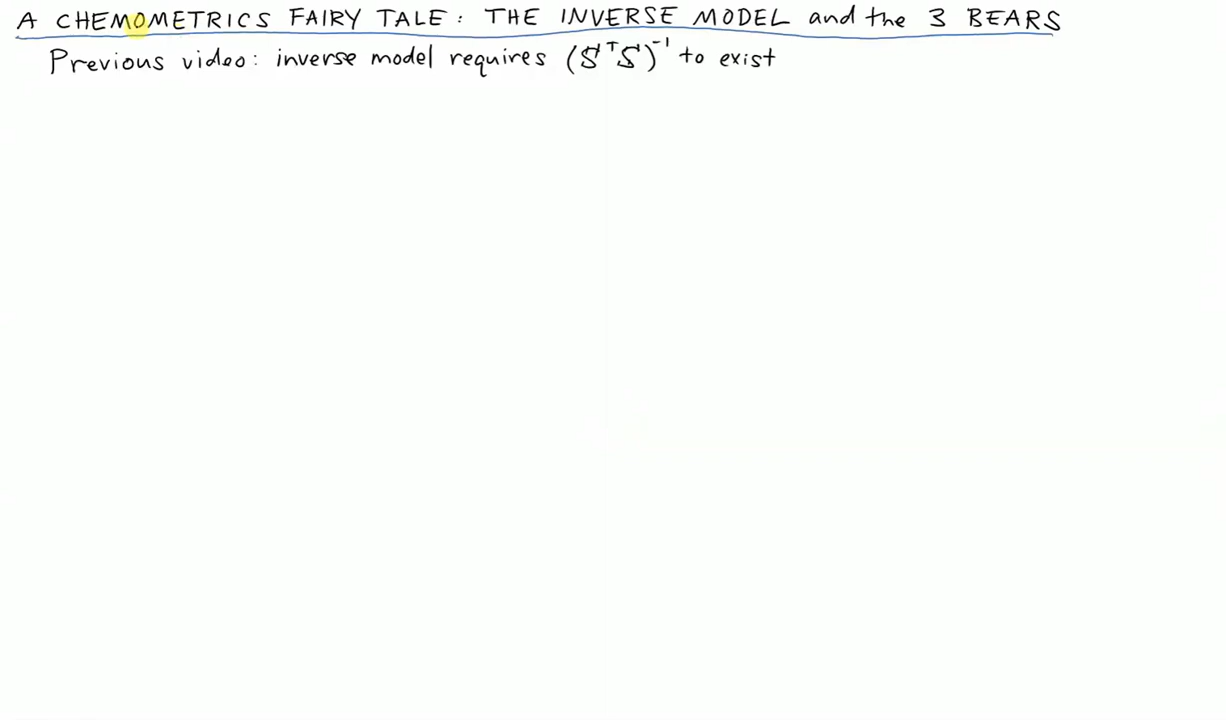 A CHEMOMETRICS FAIRY TALE: THE INVERSE MODEL and the 3 BEARS
Previous video: inverse model requires (SᵀS)⁻¹ to exist